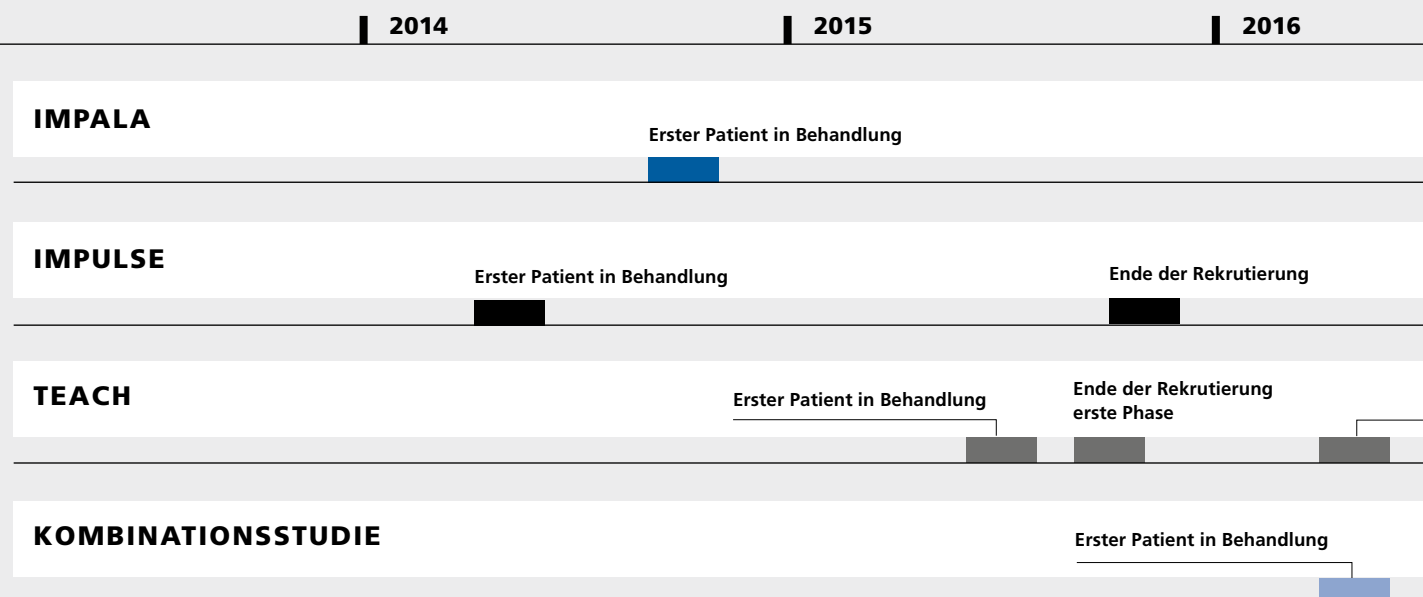 2014 2015 2016
IMPALA
Erster Patient in Behandlung
IMPULSE
Erster Patient in Behandlung
Ende der Rekrutierung
TEACH
Erster Patient in Behandlung
Ende der Rekrutierung
erste Phase
KOMBINATIONSSTUDIE
Erster Patient in Behandlung